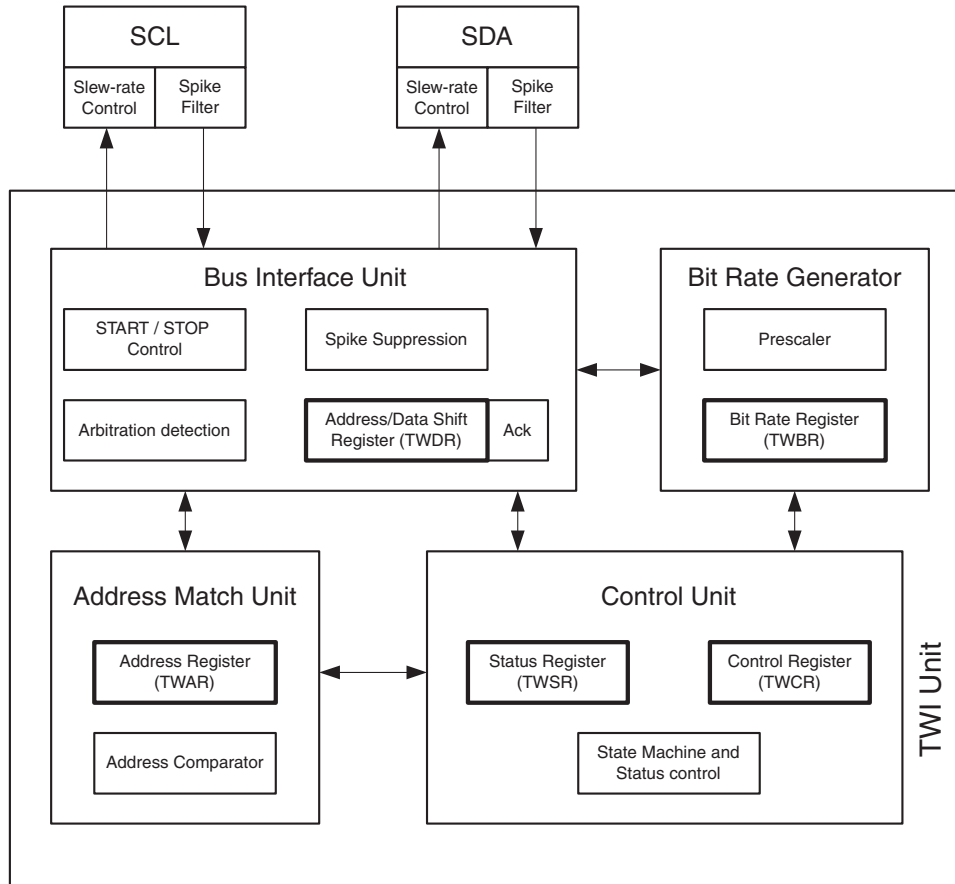 SCL
Slew-rate
Control
Spike
Filter
SDA
Slew-rate
Control
Spike
Filter
Bus Interface Unit
START / STOP
Control
Spike Suppression
Arbitration detection
Address/Data Shift
Register (TWDR)
Ack
Bit Rate Generator
Prescaler
Bit Rate Register
(TWBR)
Address Match Unit
Address Register
(TWAR)
Address Comparator
Control Unit
Status Register
(TWSR)
Control Register
(TWCR)
State Machine and
Status control
TWI Unit